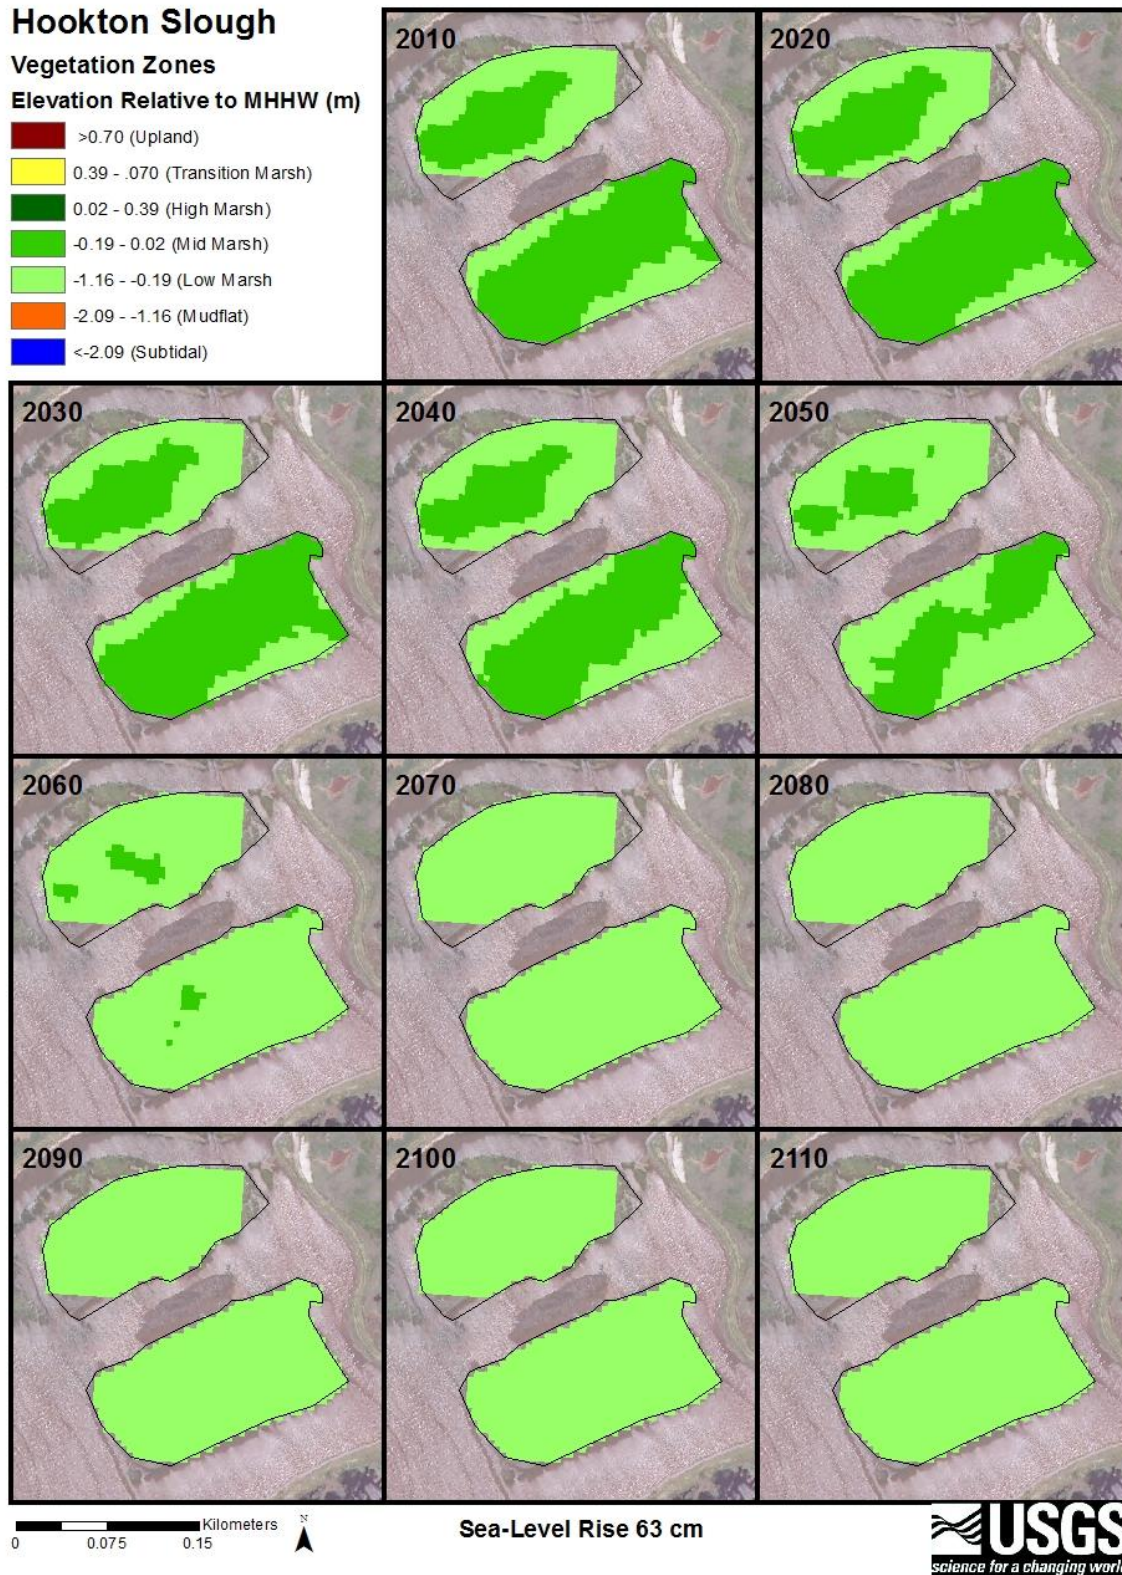 Hookton Slough
Vegetation Zones
Elevation Relative to MHHW (m)
>0.70 (Upland)
0.39 - .070 (Transition Marsh)
0.02 - 0.39 (High Marsh)
-0.19 - 0.02 (Mid Marsh)
-1.16 - -0.19 (Low Marsh
-2.09 - -1.16 (Mudflat)
<-2.09 (Subtidal)
2010
2020
2030
2040
2050
2060
2070
2080
2090
2100
2110
Kilometers
0 0.075 0.15
N
Sea-Level Rise 63 cm
USGS
science for a changing world